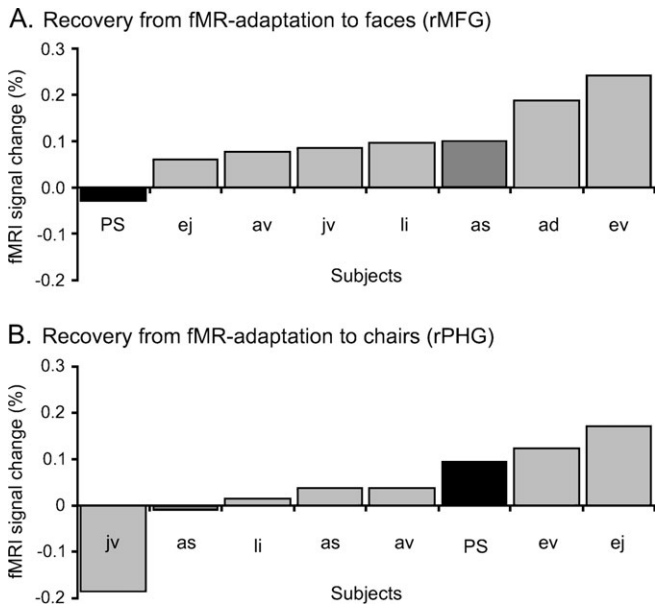 A. Recovery from fMR-adaptation to faces (rMFG)
fMRI signal change (%)
0.3
0.2
0.1
0.0
-0.1
-0.2
PS ej av jv li as ad ev
Subjects
B. Recovery from fMR-adaptation to chairs (rPHG)
fMRI signal change (%)
0.3
0.2
0.1
0
-0.1
-0.2
jv as li as av PS ev ej
Subjects